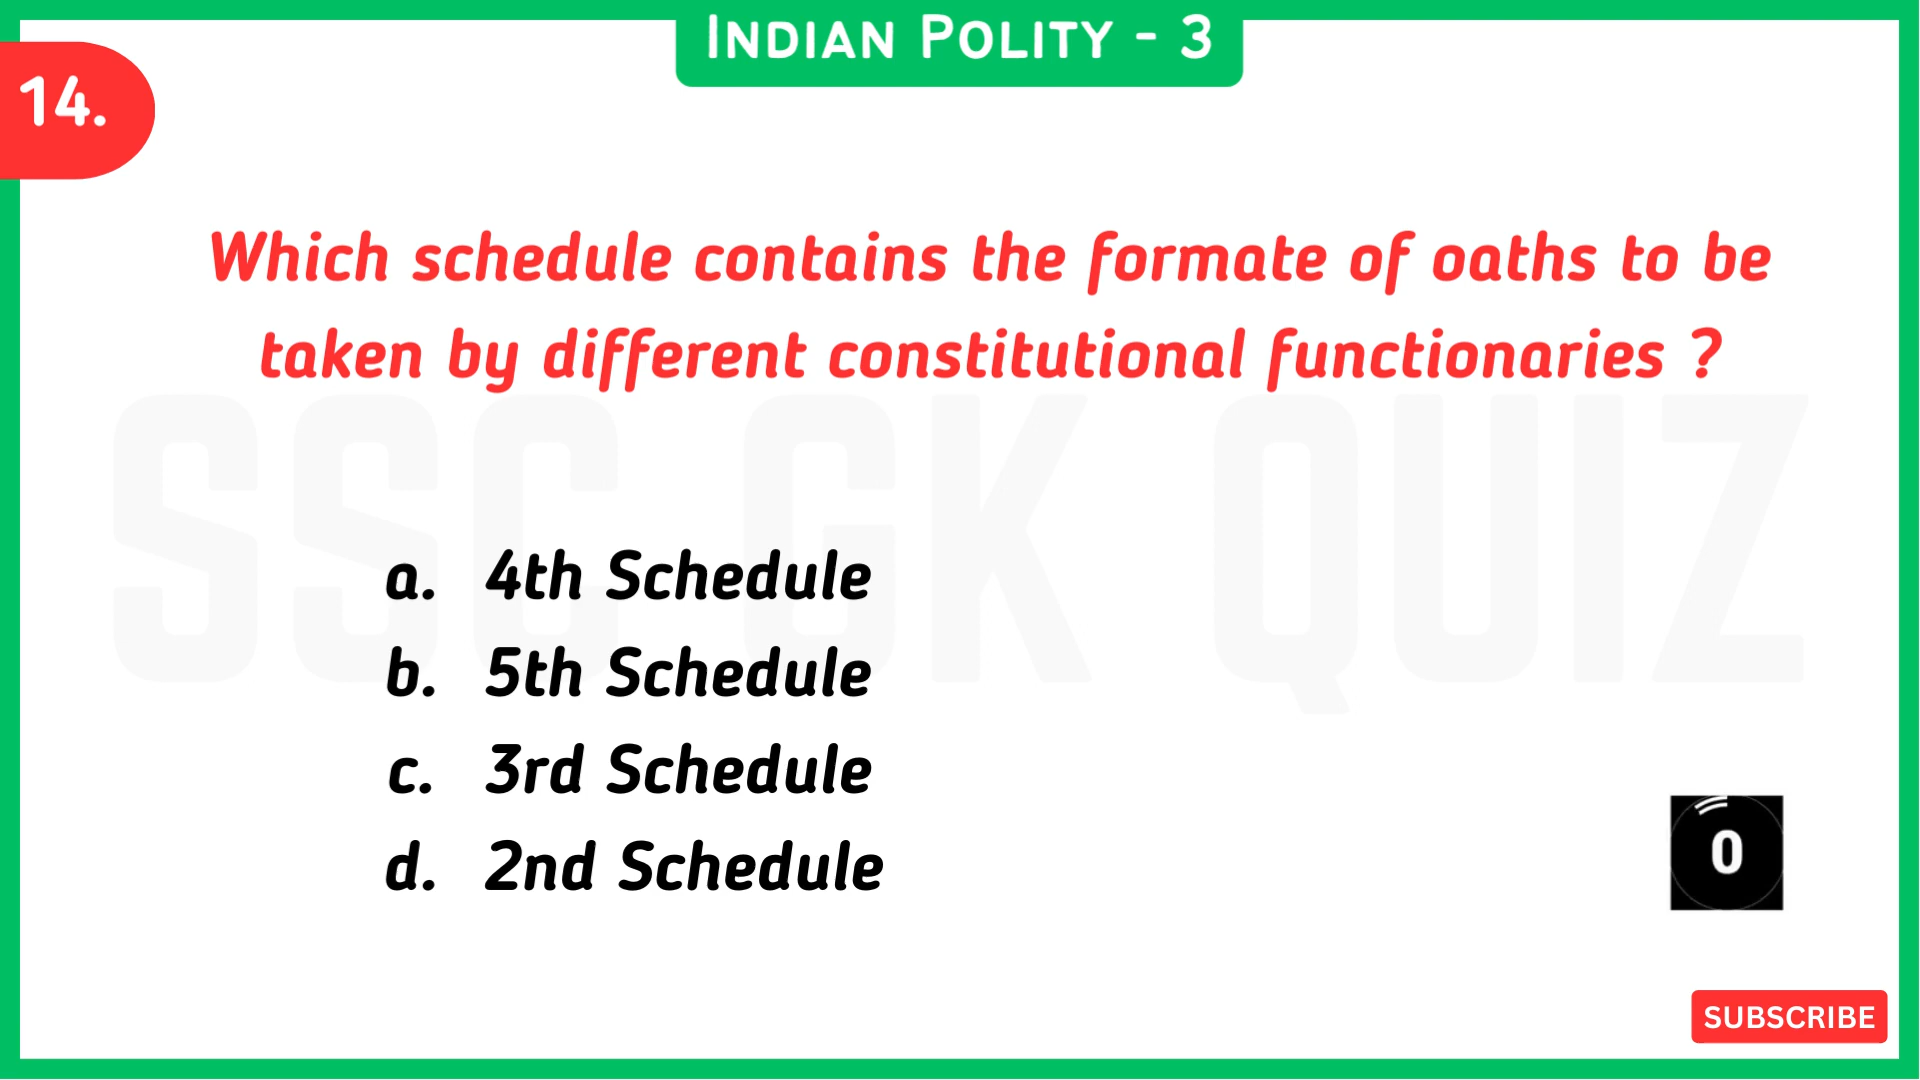 INDIAN POLITY - 3
14.
Which schedule contains the formate of oaths to be
taken by different constitutional functionaries ?
SSC GK QUIZ
a. 4th Schedule
b. 5th Schedule
c. 3rd Schedule
d. 2nd Schedule
0
SUBSCRIBE